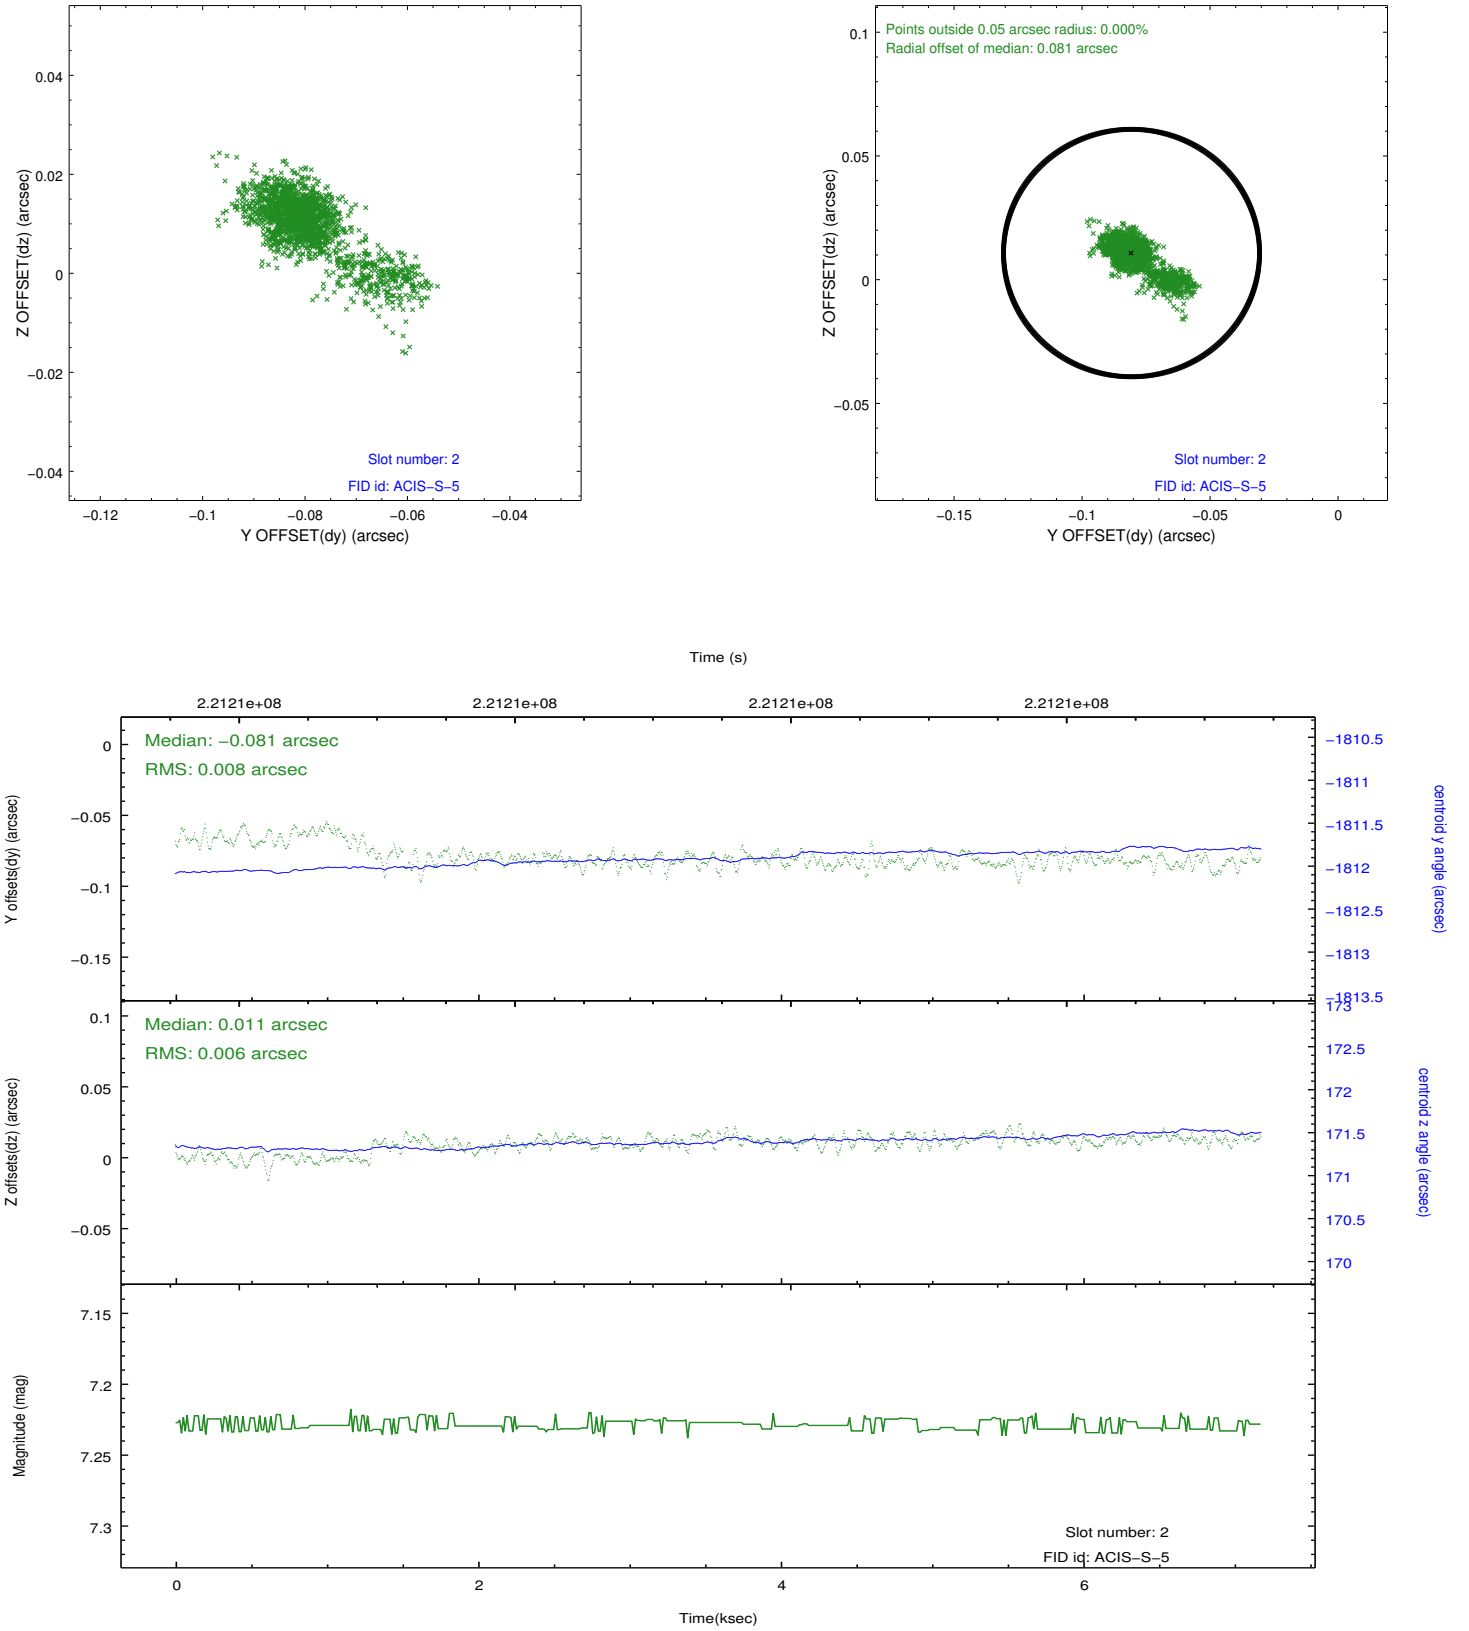 0.04
0.02
0
−0.02
−0.04
Z OFFSET(dz) (arcsec)
Slot number: 2
FID id: ACIS−S−5
−0.12
−0.1
−0.08
−0.06
−0.04
Y OFFSET(dy) (arcsec)
Points outside 0.05 arcsec radius: 0.000%
Radial offset of median: 0.081 arcsec
0.1
0.05
0
−0.05
Z OFFSET(dz) (arcsec)
Slot number: 2
FID id: ACIS−S−5
−0.15
−0.1
−0.05
0
Y OFFSET(dy) (arcsec)
Time (s)
2.2121e+08
2.2121e+08
2.2121e+08
2.2121e+08
Median: −0.081 arcsec
RMS: 0.008 arcsec
0
−0.05
−0.1
−0.15
Y offsets(dy) (arcsec)
−1810.5
−1811
−1811.5
−1812
−1812.5
−1813
−1813.5
centroid y angle (arcsec)
Median: 0.011 arcsec
RMS: 0.006 arcsec
0.1
0.05
0
−0.05
Z offsets(dz) (arcsec)
173
172.5
172
171.5
171
170.5
170
centroid z angle (arcsec)
7.15
7.2
7.25
7.3
Magnitude (mag)
Slot number: 2
FID id: ACIS−S−5
0
2
4
6
Time(ksec)